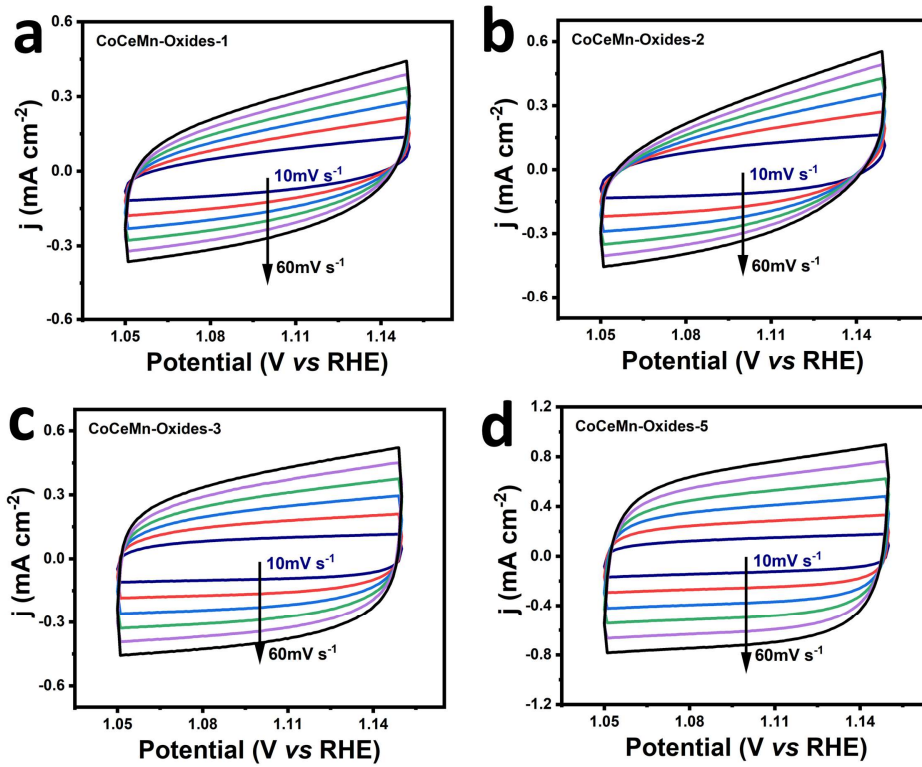 a
CoCeMn-Oxides-1
0.6
0.3
0.0
-0.3
-0.6
j (mA cm⁻²)
10mV s⁻¹
60mV s⁻¹
1.05 1.08 1.11 1.14
Potential (V vs RHE)
b
CoCeMn-Oxides-2
0.6
0.3
0.0
-0.3
-0.6
j (mA cm⁻²)
10mV s⁻¹
60mV s⁻¹
1.05 1.08 1.11 1.14
Potential (V vs RHE)
c
CoCeMn-Oxides-3
0.6
0.3
0.0
-0.3
-0.6
j (mA cm⁻²)
10mV s⁻¹
60mV s⁻¹
1.05 1.08 1.11 1.14
Potential (V vs RHE)
d
CoCeMn-Oxides-5
1.2
0.8
0.4
0.0
-0.4
-0.8
-1.2
j (mA cm⁻²)
10mV s⁻¹
60mV s⁻¹
1.05 1.08 1.11 1.14
Potential (V vs RHE)